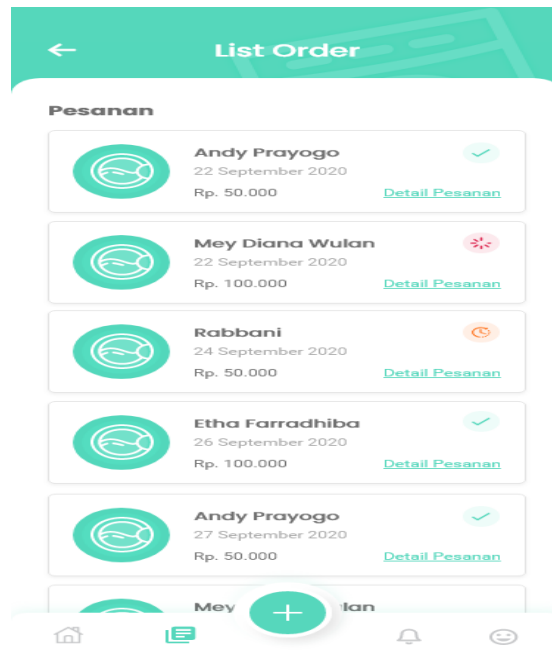 List Order
Pesanan
Andy Prayogo
22 September 2020
Rp. 50.000
Detail Pesanan
Mey Diana Wulan
22 September 2020
Rp. 100.000
Detail Pesanan
Rabbani
24 September 2020
Rp. 50.000
Detail Pesanan
Etha Farradhiba
26 September 2020
Rp. 100.000
Detail Pesanan
Andy Prayogo
27 September 2020
Rp. 50.000
Detail Pesanan
Mey